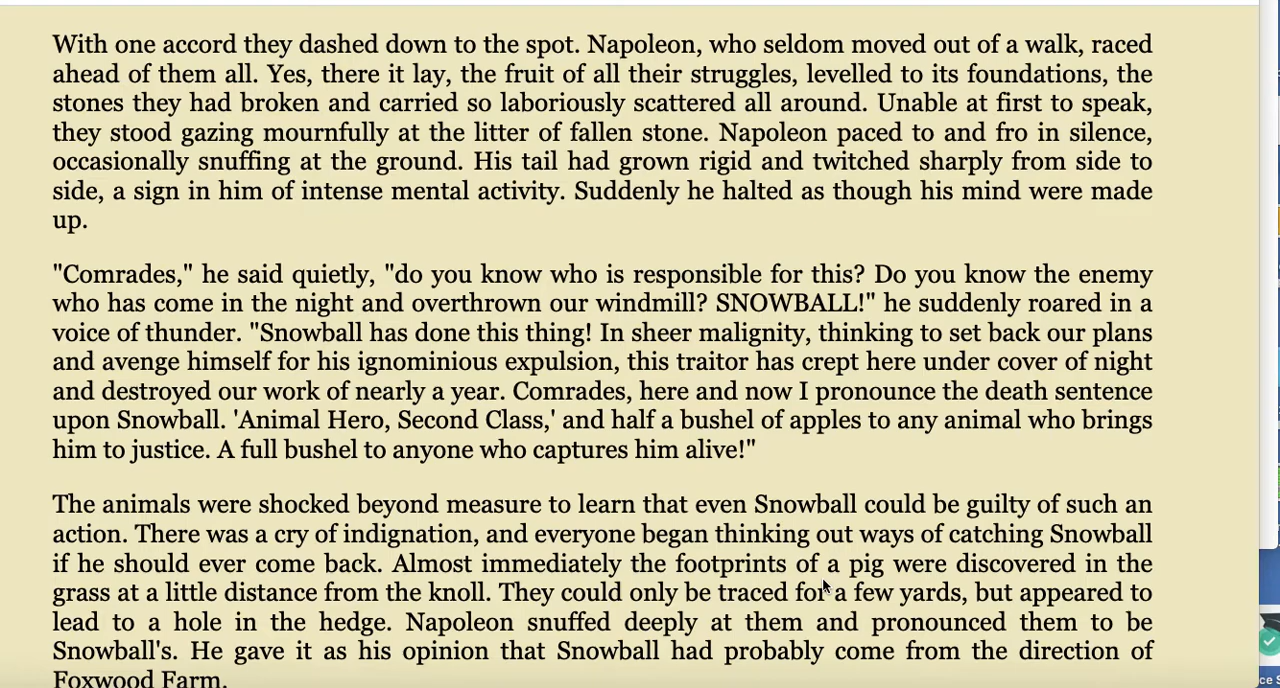 With one accord they dashed down to the spot. Napoleon, who seldom moved out of a walk, raced
ahead of them all. Yes, there it lay, the fruit of all their struggles, levelled to its foundations, the
stones they had broken and carried so laboriously scattered all around. Unable at first to speak,
they stood gazing mournfully at the litter of fallen stone. Napoleon paced to and fro in silence,
occasionally snuffing at the ground. His tail had grown rigid and twitched sharply from side to
side, a sign in him of intense mental activity. Suddenly he halted as though his mind were made
up.
"Comrades," he said quietly, "do you know who is responsible for this? Do you know the enemy
who has come in the night and overthrown our windmill? SNOWBALL!" he suddenly roared in a
voice of thunder. "Snowball has done this thing! In sheer malignity, thinking to set back our plans
and avenge himself for his ignominious expulsion, this traitor has crept here under cover of night
and destroyed our work of nearly a year. Comrades, here and now I pronounce the death sentence
upon Snowball. 'Animal Hero, Second Class,' and half a bushel of apples to any animal who brings
him to justice. A full bushel to anyone who captures him alive!"
The animals were shocked beyond measure to learn that even Snowball could be guilty of such an
action. There was a cry of indignation, and everyone began thinking out ways of catching Snowball
if he should ever come back. Almost immediately the footprints of a pig were discovered in the
grass at a little distance from the knoll. They could only be traced for a few yards, but appeared to
lead to a hole in the hedge. Napoleon snuffed deeply at them and pronounced them to be
Snowball's. He gave it as his opinion that Snowball had probably come from the direction of
Foxwood Farm.
ce S